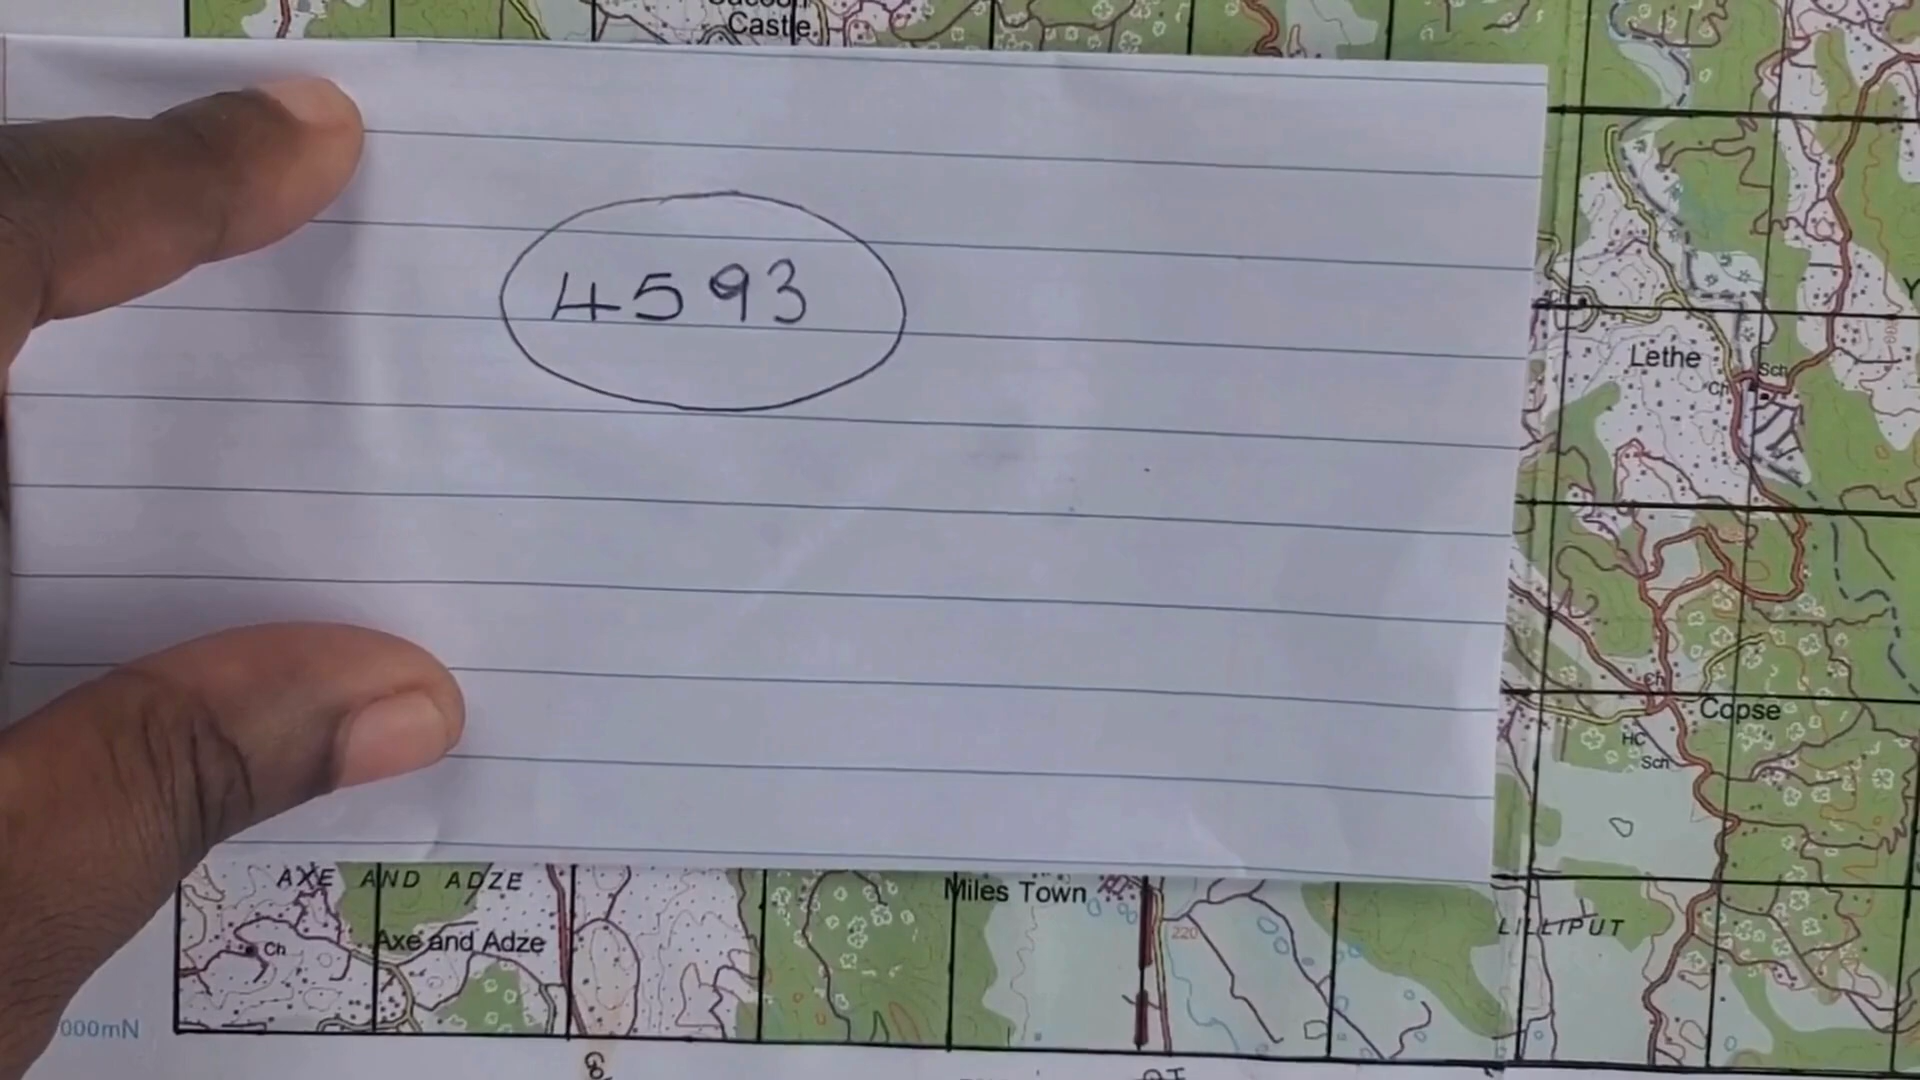 Castle
4593
Lethe
Sch
Ch
Ch
Copse
HC
Sch
AXE AND ADZE
Miles Town
220
LILLIPUT
Axe and Adze
Ch
000mN